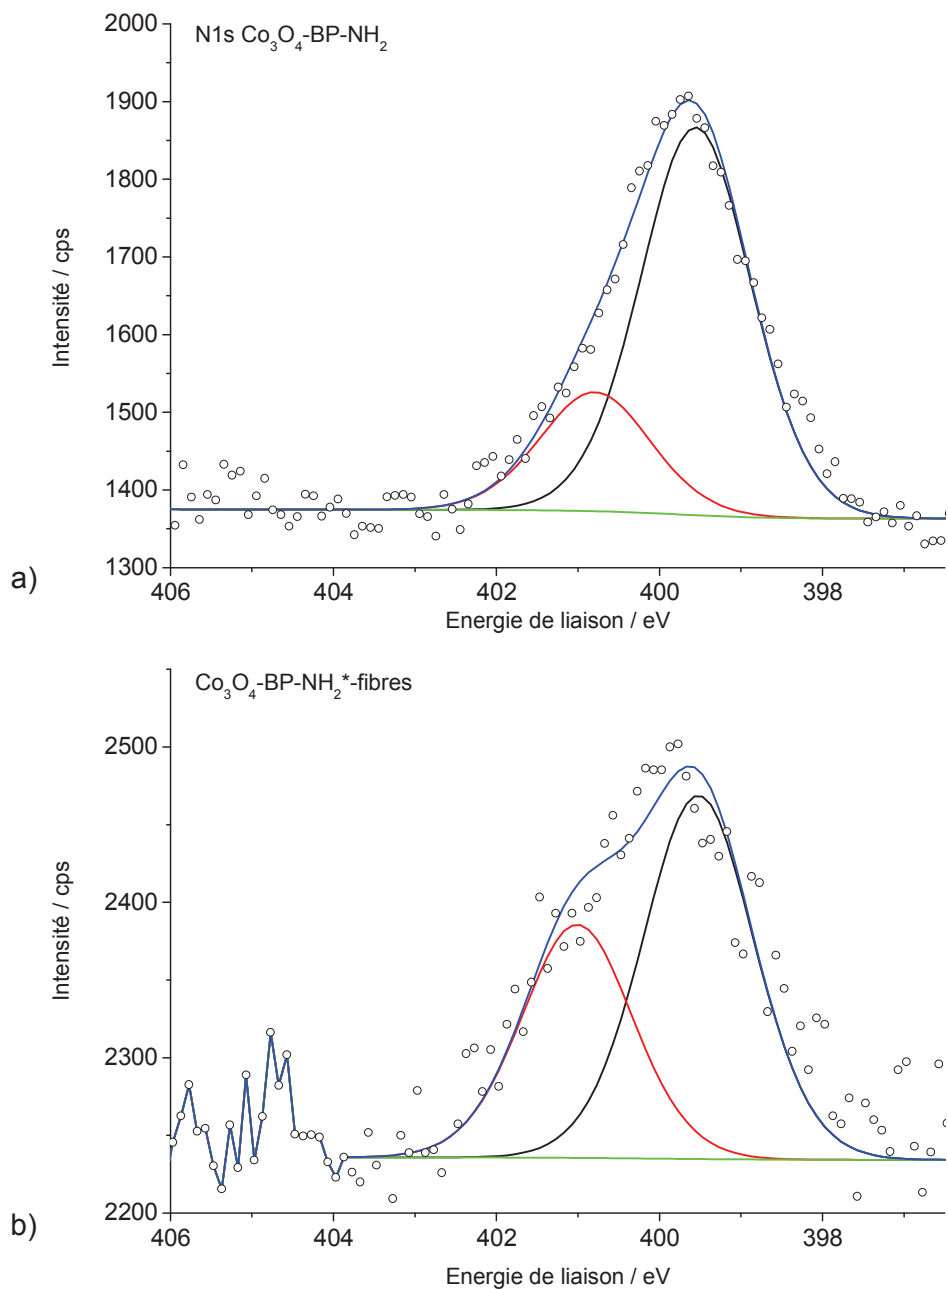 N1s Co3O4-BP-NH2
2000
1900
1800
1700
1600
1500
1400
1300
Intensité / cps
406 404 402 400 398
Energie de liaison / eV
a)
Co3O4-BP-NH2*-fibres
2500
2400
2300
2200
Intensité / cps
406 404 402 400 398
Energie de liaison / eV
b)